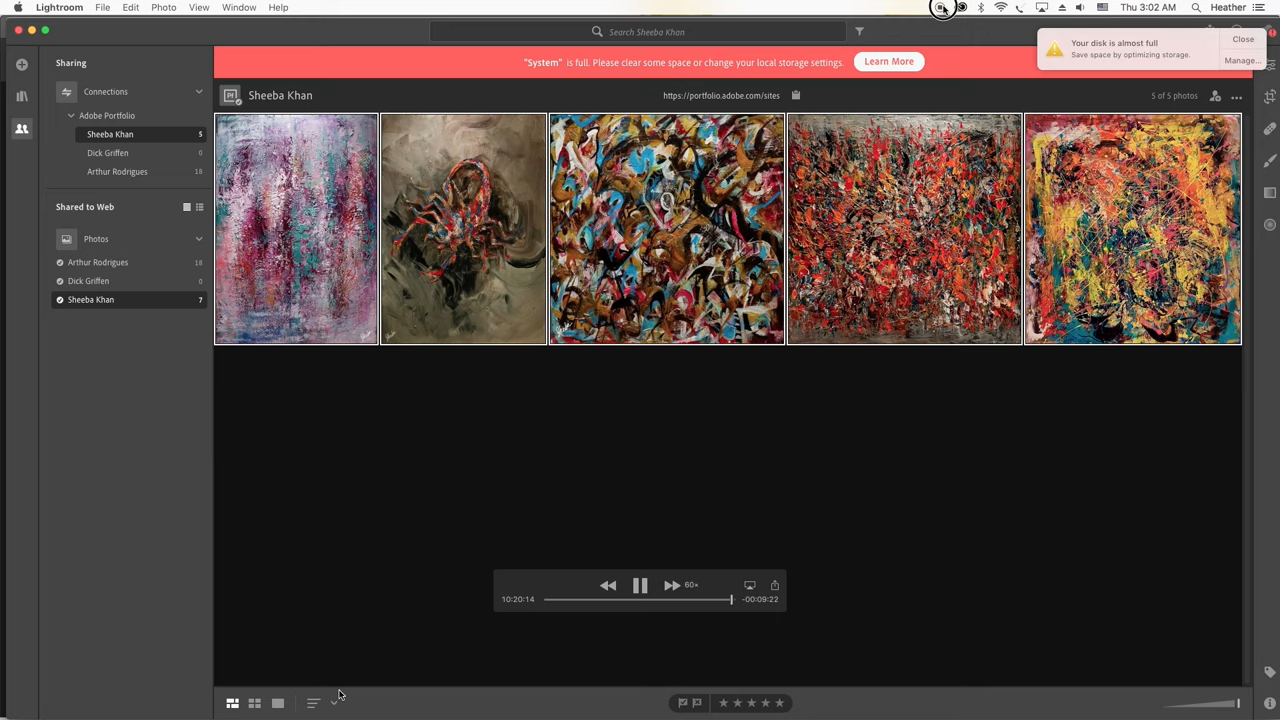 Lightroom File Edit Photo View Window Help
Thu 3:02 AM Heather
Search Sheeba Khan
Your disk is almost full
Save space by optimizing storage.
Close
Manage...
"System" is full. Please clear some space or change your local storage settings.
Learn More
Sharing
Connections
Adobe Portfolio
Sheeba Khan 5
Dick Griffen 0
Arthur Rodrigues 18
Shared to Web
Photos
Arthur Rodrigues 18
Dick Griffen 0
Sheeba Khan 7
Pf Sheeba Khan
https://portfolio.adobe.com/sites
5 of 5 photos
60×
10:20:14 -00:09:22